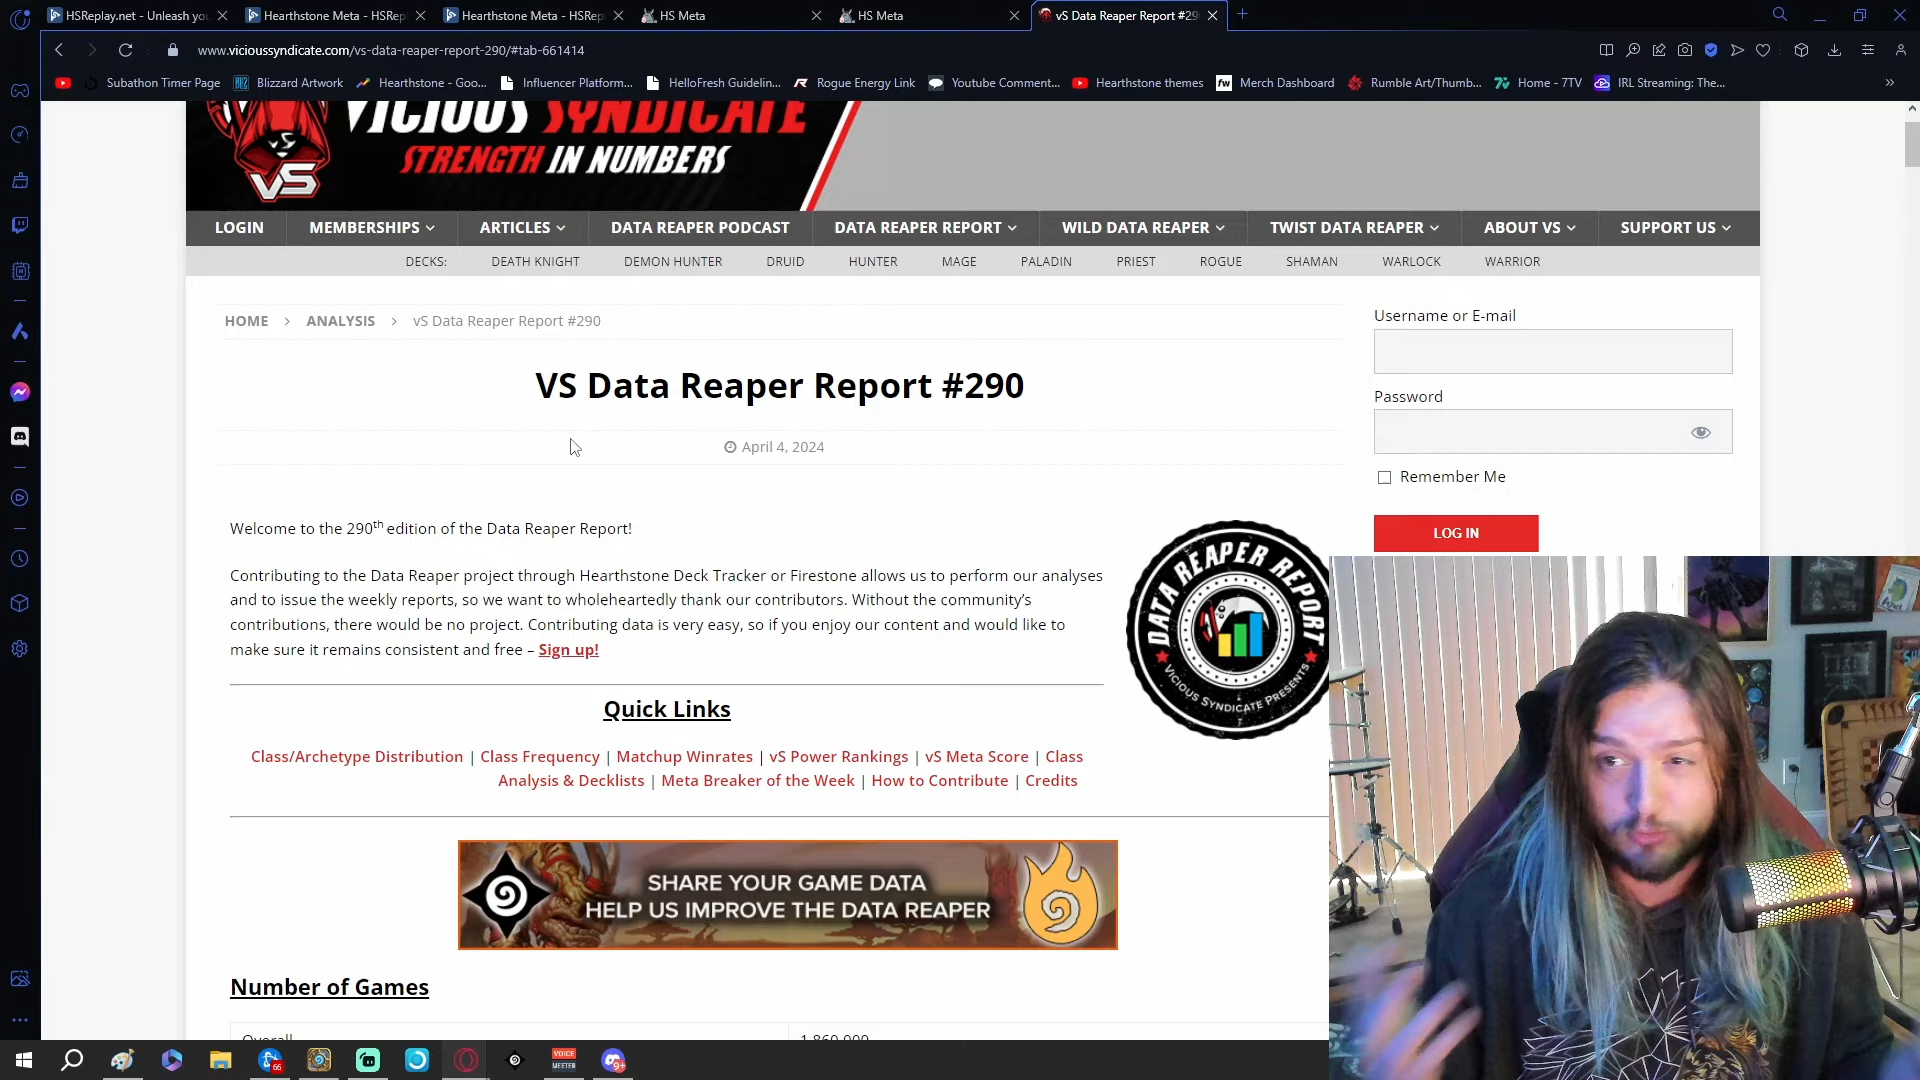 HSReplay.net - Unleash yo
Hearthstone Meta - HSRep
Hearthstone Meta - HSRep
HS Meta
HS Meta
vS Data Reaper Report #29
www.vicioussyndicate.com/vs-data-reaper-report-290/#tab-661414
Subathon Timer Page
Blizzard Artwork
Hearthstone - Goo...
Influencer Platform...
HelloFresh Guidelin...
Rogue Energy Link
Youtube Comment...
Hearthstone themes
Merch Dashboard
Rumble Art/Thumb...
Home - 7TV
IRL Streaming: The...
VICIOUS SYNDICATE
STRENGTH IN NUMBERS
VS
LOGIN
MEMBERSHIPS
ARTICLES
DATA REAPER PODCAST
DATA REAPER REPORT
WILD DATA REAPER
TWIST DATA REAPER
ABOUT VS
SUPPORT US
DECKS:
DEATH KNIGHT
DEMON HUNTER
DRUID
HUNTER
MAGE
PALADIN
PRIEST
ROGUE
SHAMAN
WARLOCK
WARRIOR
HOME > ANALYSIS > vS Data Reaper Report #290
VS Data Reaper Report #290
April 4, 2024
Welcome to the 290th edition of the Data Reaper Report!
Contributing to the Data Reaper project through Hearthstone Deck Tracker or Firestone allows us to perform our analyses
and to issue the weekly reports, so we want to wholeheartedly thank our contributors. Without the community's
contributions, there would be no project. Contributing data is very easy, so if you enjoy our content and would like to
make sure it remains consistent and free – Sign up!
DATA REAPER REPORT
VICIOUS SYNDICATE PRESENTS
Quick Links
Class/Archetype Distribution | Class Frequency | Matchup Winrates | vS Power Rankings | vS Meta Score | Class
Analysis & Decklists | Meta Breaker of the Week | How to Contribute | Credits
SHARE YOUR GAME DATA
HELP US IMPROVE THE DATA REAPER
Number of Games
Overall
1,860,000
Username or E-mail
Password
Remember Me
LOG IN
66
VOICE
MEETER
9+